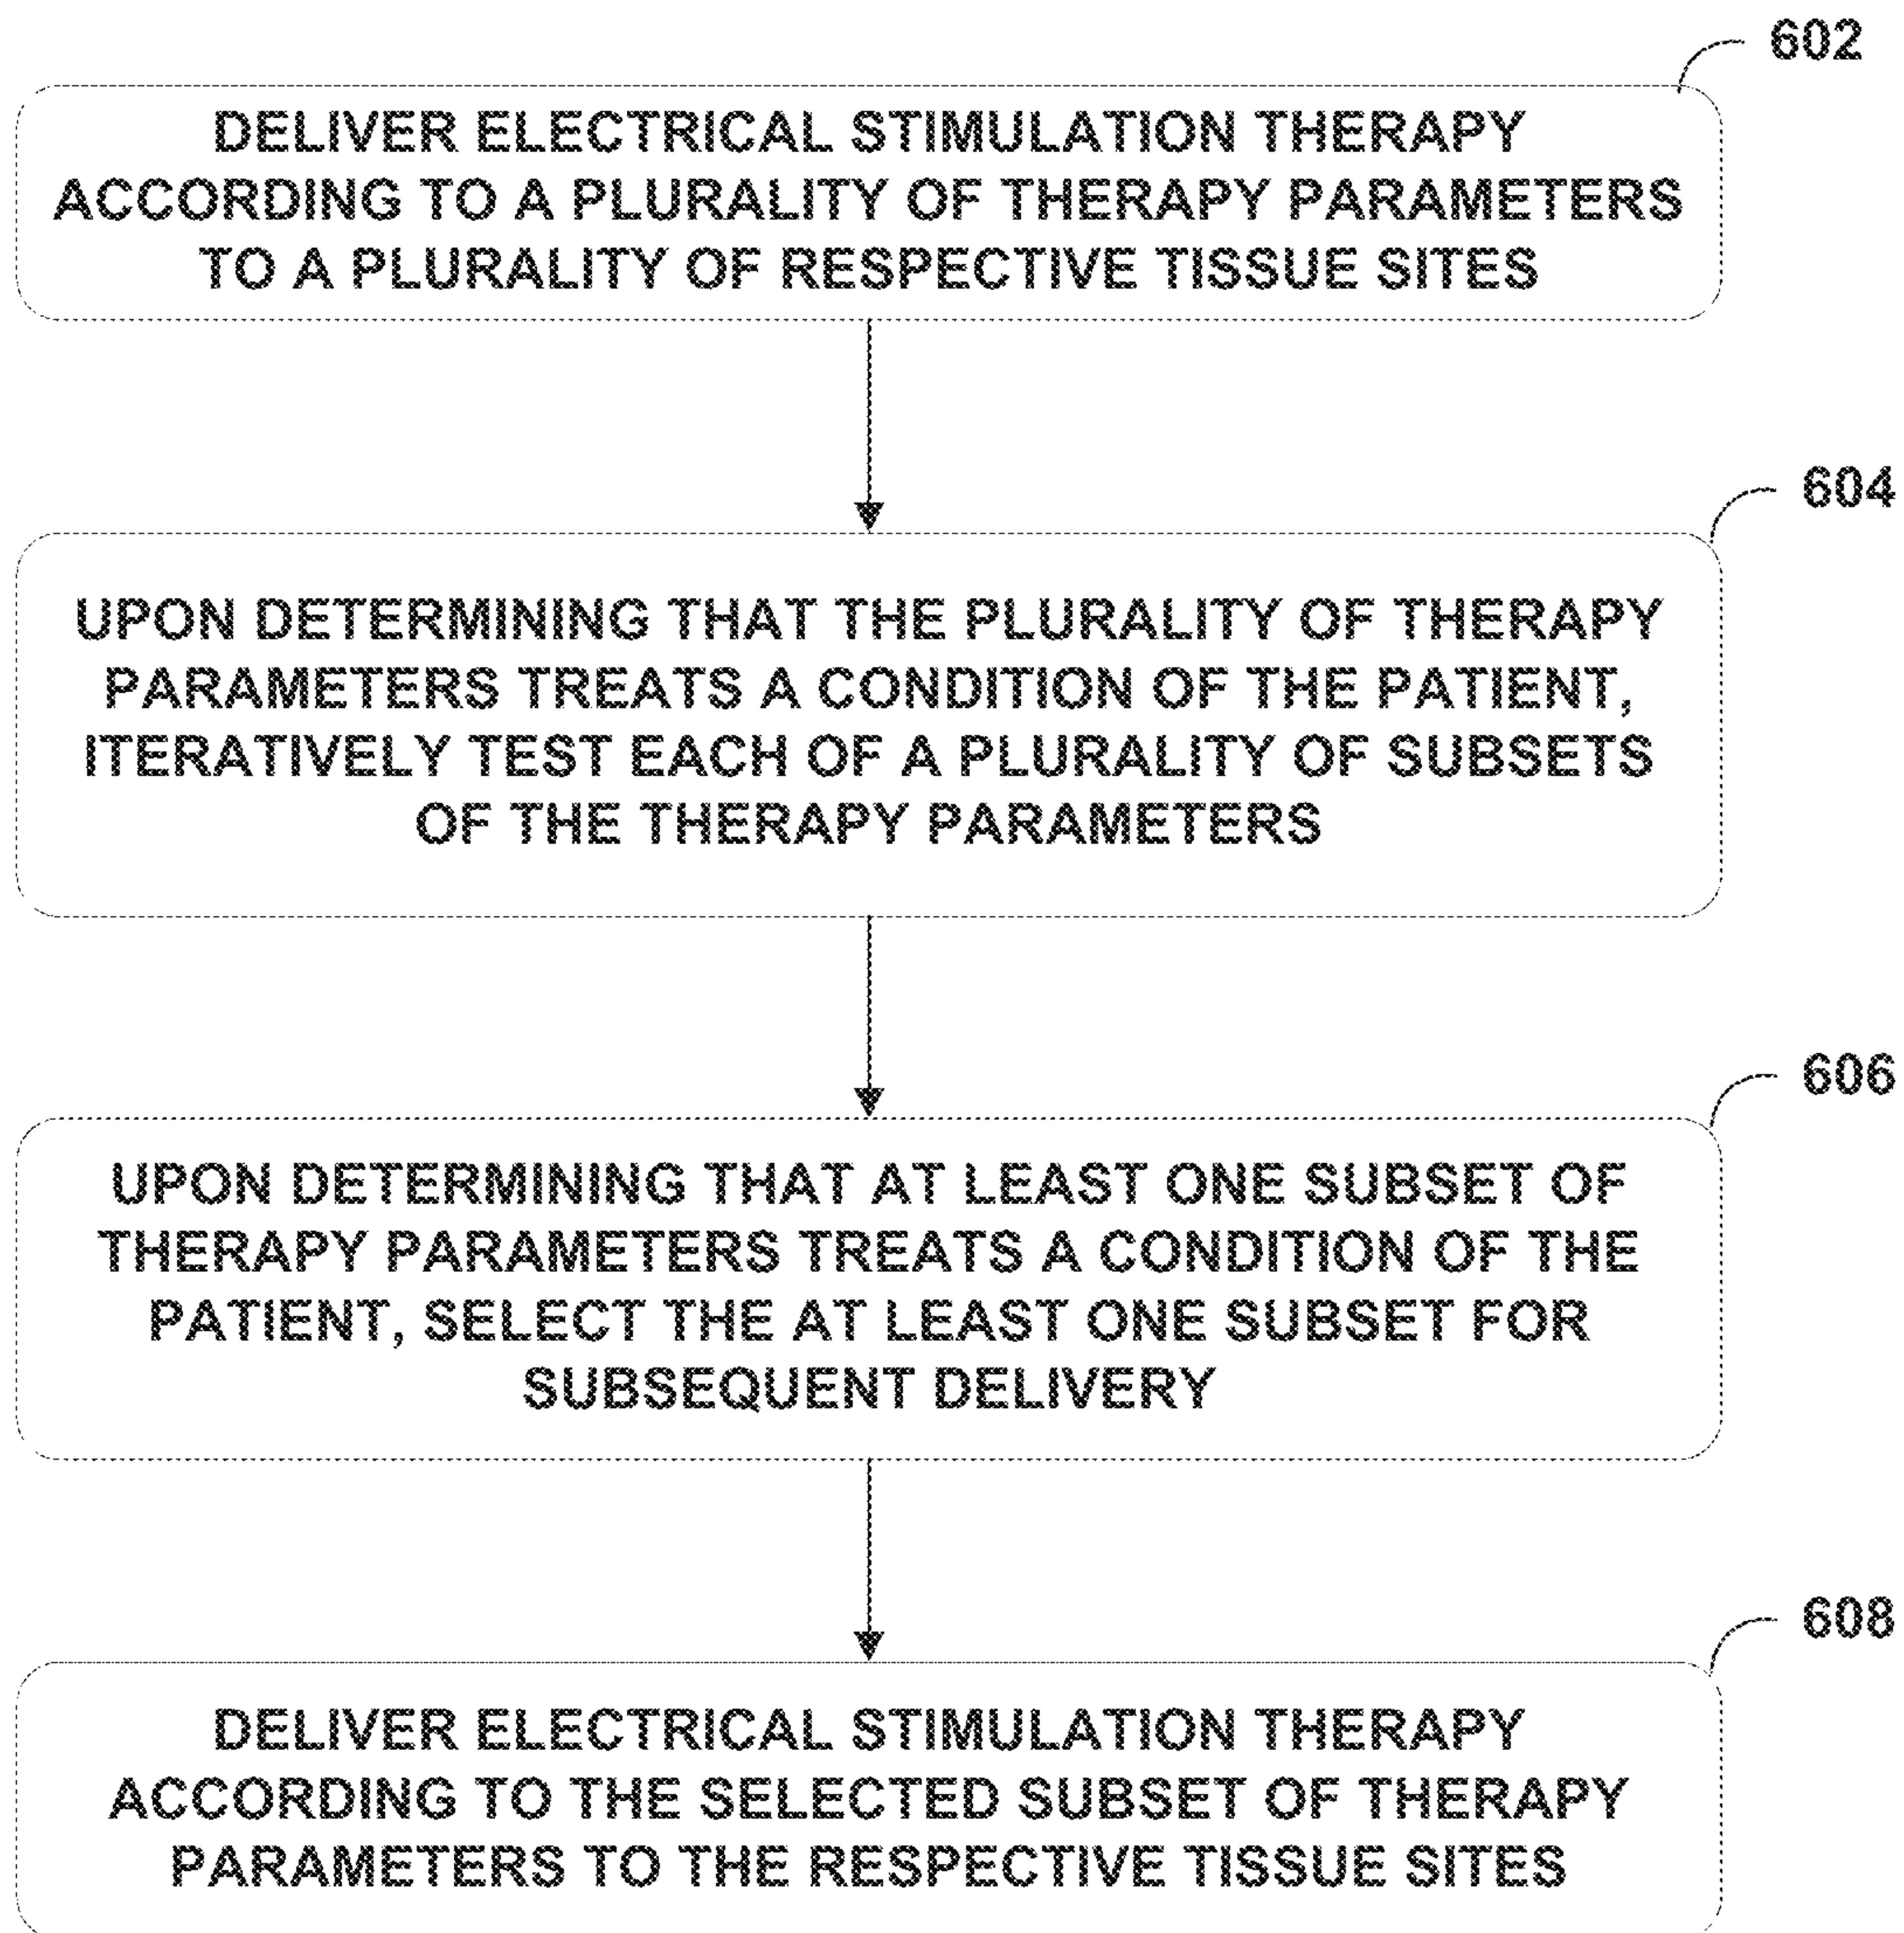 602
DELIVER ELECTRICAL STIMULATION THERAPY
ACCORDING TO A PLURALITY OF THERAPY PARAMETERS
TO A PLURALITY OF RESPECTIVE TISSUE SITES
604
UPON DETERMINING THAT THE PLURALITY OF THERAPY
PARAMETERS TREATS A CONDITION OF THE PATIENT,
ITERATIVELY TEST EACH OF A PLURALITY OF SUBSETS
OF THE THERAPY PARAMETERS
606
UPON DETERMINING THAT AT LEAST ONE SUBSET OF
THERAPY PARAMETERS TREATS A CONDITION OF THE
PATIENT, SELECT THE AT LEAST ONE SUBSET FOR
SUBSEQUENT DELIVERY
608
DELIVER ELECTRICAL STIMULATION THERAPY
ACCORDING TO THE SELECTED SUBSET OF THERAPY
PARAMETERS TO THE RESPECTIVE TISSUE SITES